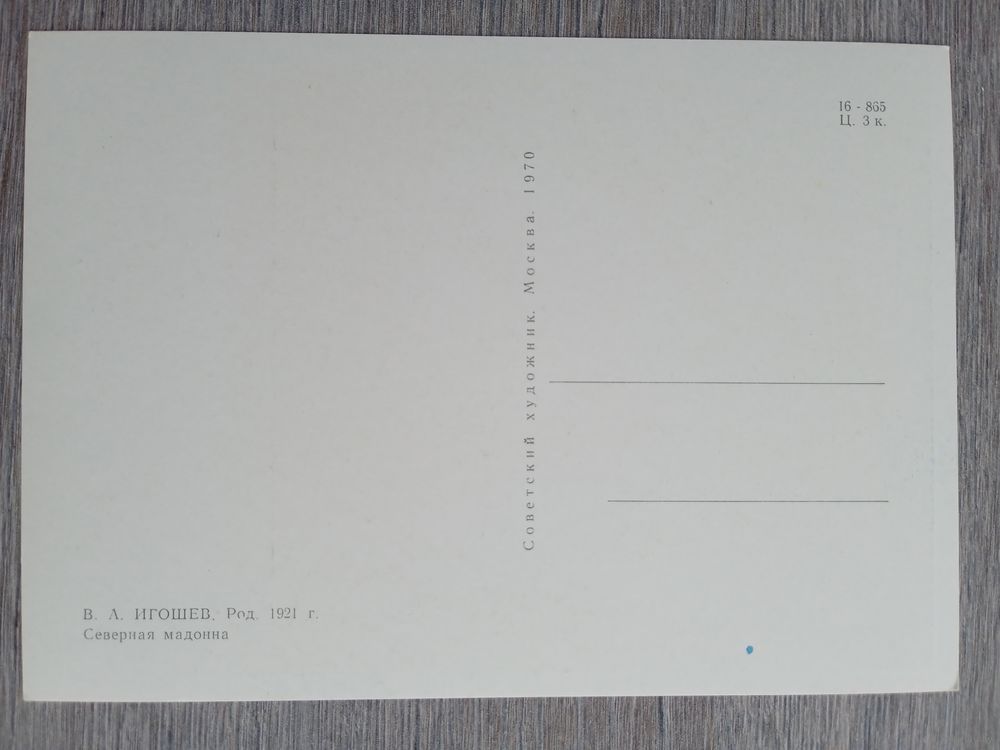 16 - 865
Ц. 3 к.
Советский художник. Москва. 1970
В. А. ИГОШЕВ. Род. 1921 г.
Северная мадонна